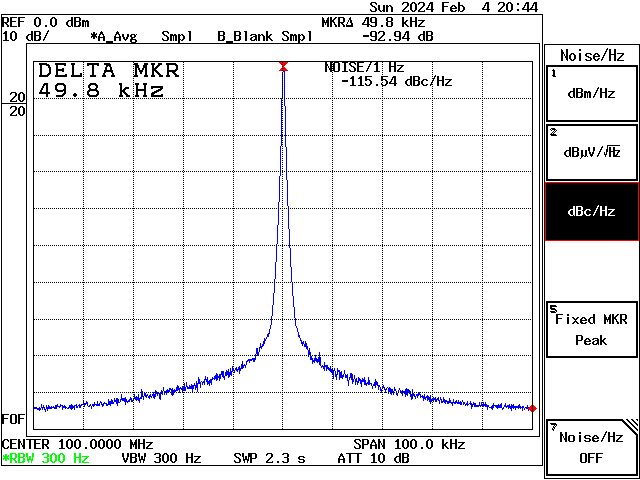 Sun 2024 Feb 4 20:44
REF 0.0 dBm MKRΔ 49.8 kHz
10 dB/ *A_Avg Smpl B_Blank Smpl -92.94 dB
DELTA MKR
49.8 kHz
NOISE/1 Hz
-115.54 dBc/Hz
20
20
FOF
CENTER 100.0000 MHz SPAN 100.0 kHz
*RBW 300 Hz VBW 300 Hz SWP 2.3 s ATT 10 dB
Noise/Hz
1
dBm/Hz
2
dBµV/√Hz
dBc/Hz
5
Fixed MKR
Peak
7
Noise/Hz
OFF